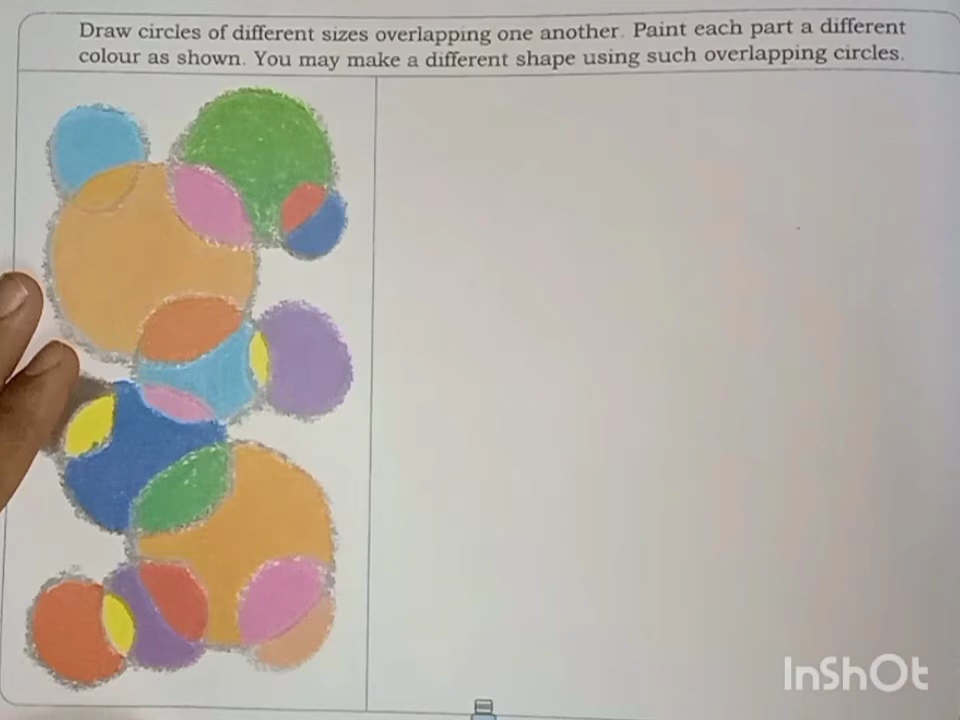 Draw circles of different sizes overlapping one another. Paint each part a different
colour as shown. You may make a different shape using such overlapping circles.
InShOt